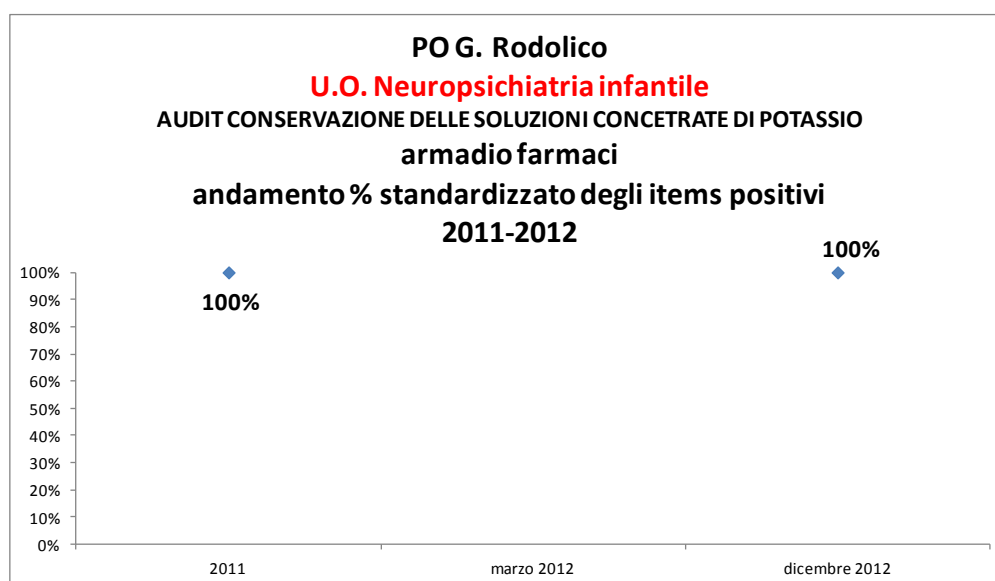 PO G. Rodolico
U.O. Neuropsichiatria infantile
AUDIT CONSERVAZIONE DELLE SOLUZIONI CONCETRATE DI POTASSIO
armadio farmaci
andamento % standardizzato degli items positivi
2011-2012
100%
100%
100%
90%
80%
70%
60%
50%
40%
30%
20%
10%
0%
2011 marzo 2012 dicembre 2012